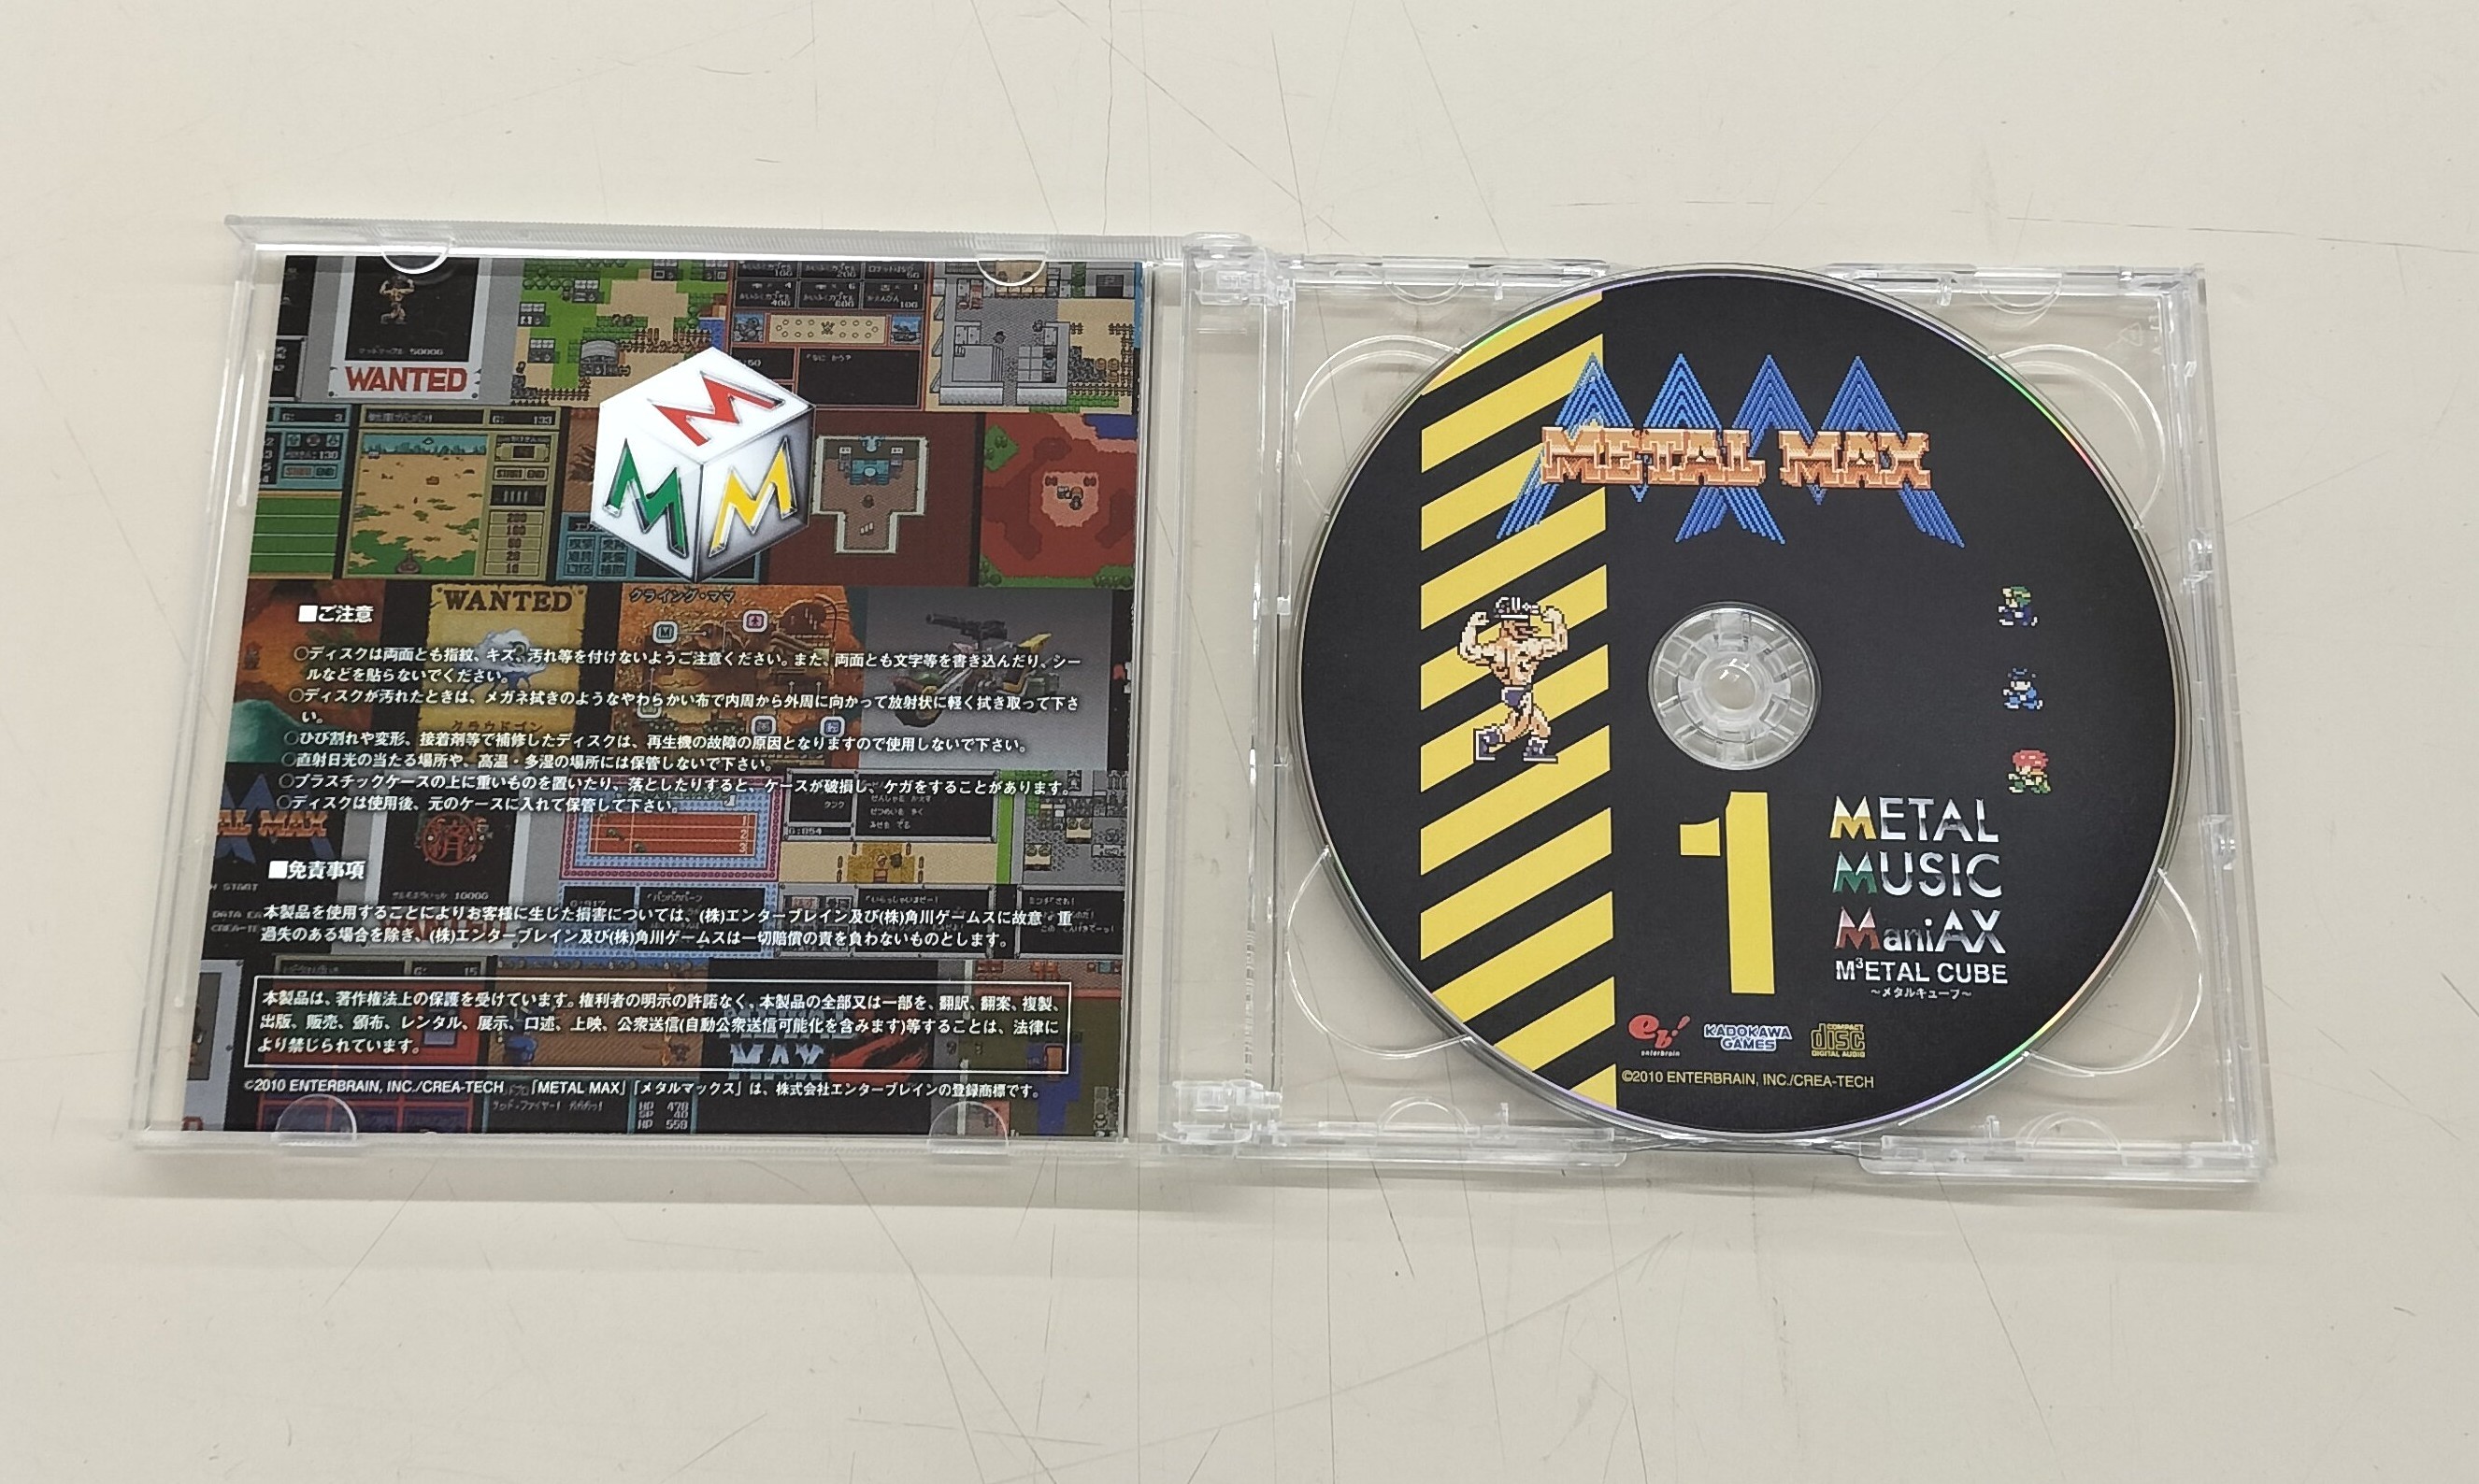 WANTED
M
M
M
WANTED
クライング・ママ
クラウドイン
■ご注意
○ディスクは両面とも指紋、キズ、汚れ等を付けないようご注意ください。また、両面とも文字等を書き込んだり、シー
ルなどを貼らないでください。
○ディスクが汚れたときは、メガネ拭きのようなやわらかい布で内周から外周に向かって放射状に軽く拭き取って下さ
い。
○ひび割れや変形、接着剤等で補修したディスクは、再生機の故障の原因となりますので使用しないで下さい。
○直射日光の当たる場所や、高温・多湿の場所には保管しないで下さい。
○プラスチックケースの上に重いものを置いたり、落としたりすると、ケースが破損し、ケガをすることがあります。
○ディスクは使用後、元のケースに入れて保管して下さい。
■免責事項
本製品を使用することによりお客様に生じた損害については、(株)エンターブレイン及び(株)角川ゲームスに故意・重
過失のある場合を除き、(株)エンターブレイン及び(株)角川ゲームスは一切賠償の責を負わないものとします。
本製品は、著作権法上の保護を受けています。権利者の明示の許諾なく、本製品の全部又は一部を、翻訳、翻案、複製、
出版、販売、頒布、レンタル、展示、口述、上映、公衆送信(自動公衆送信可能化を含みます)等することは、法律に
より禁じられています。
©2010 ENTERBRAIN, INC./CREA-TECH 「METAL MAX」「メタルマックス」は、株式会社エンターブレインの登録商標です。
METAL MAX
1
METAL
MUSIC
ManiAX
M³ETAL CUBE
～メタルキューブ～
eb!
enterbrain
KADOKAWA
GAMES
COMPACT
disc
DIGITAL AUDIO
©2010 ENTERBRAIN, INC./CREA-TECH